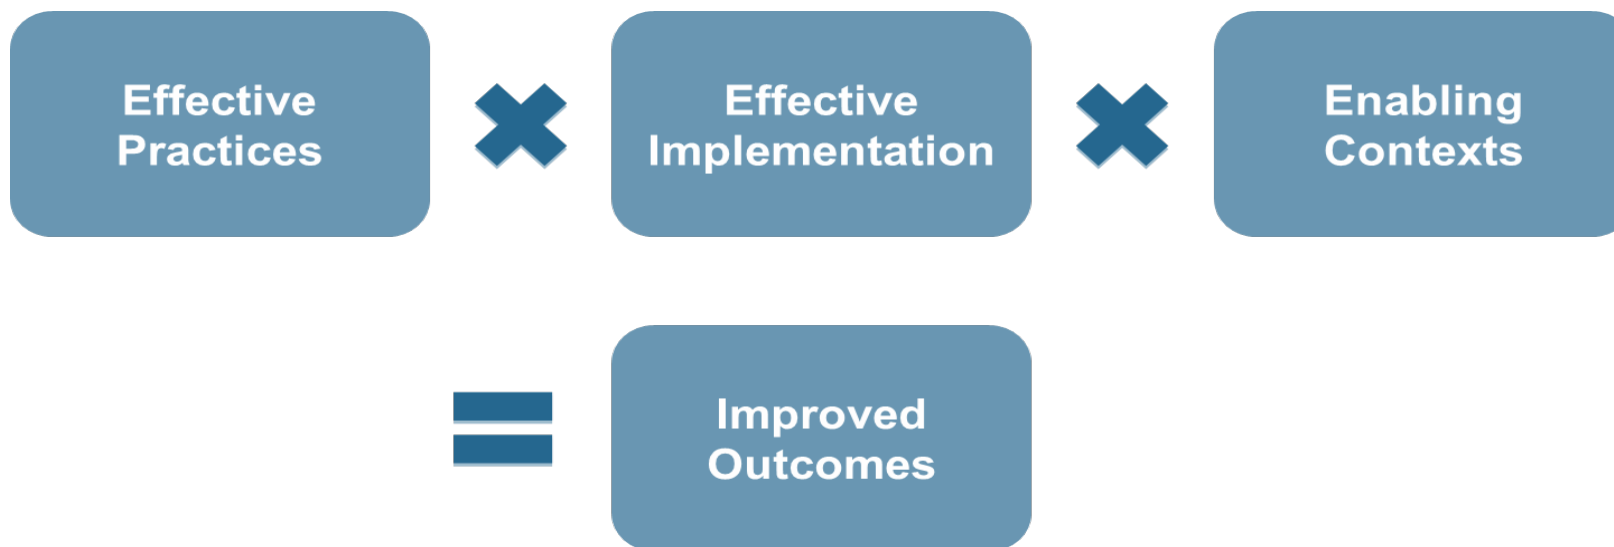 Effective
Practices
Effective
Implementation
Enabling
Contexts
Improved
Outcomes